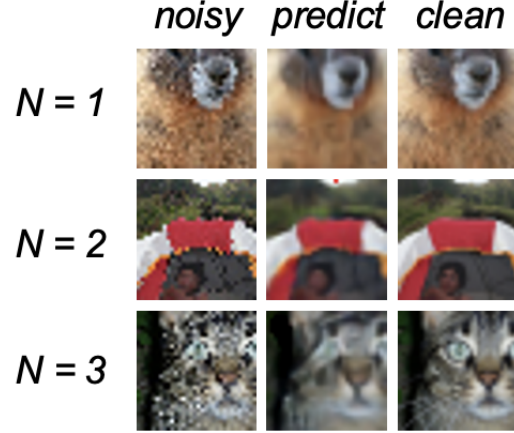 noisy predict clean
N = 1
N = 2
N = 3